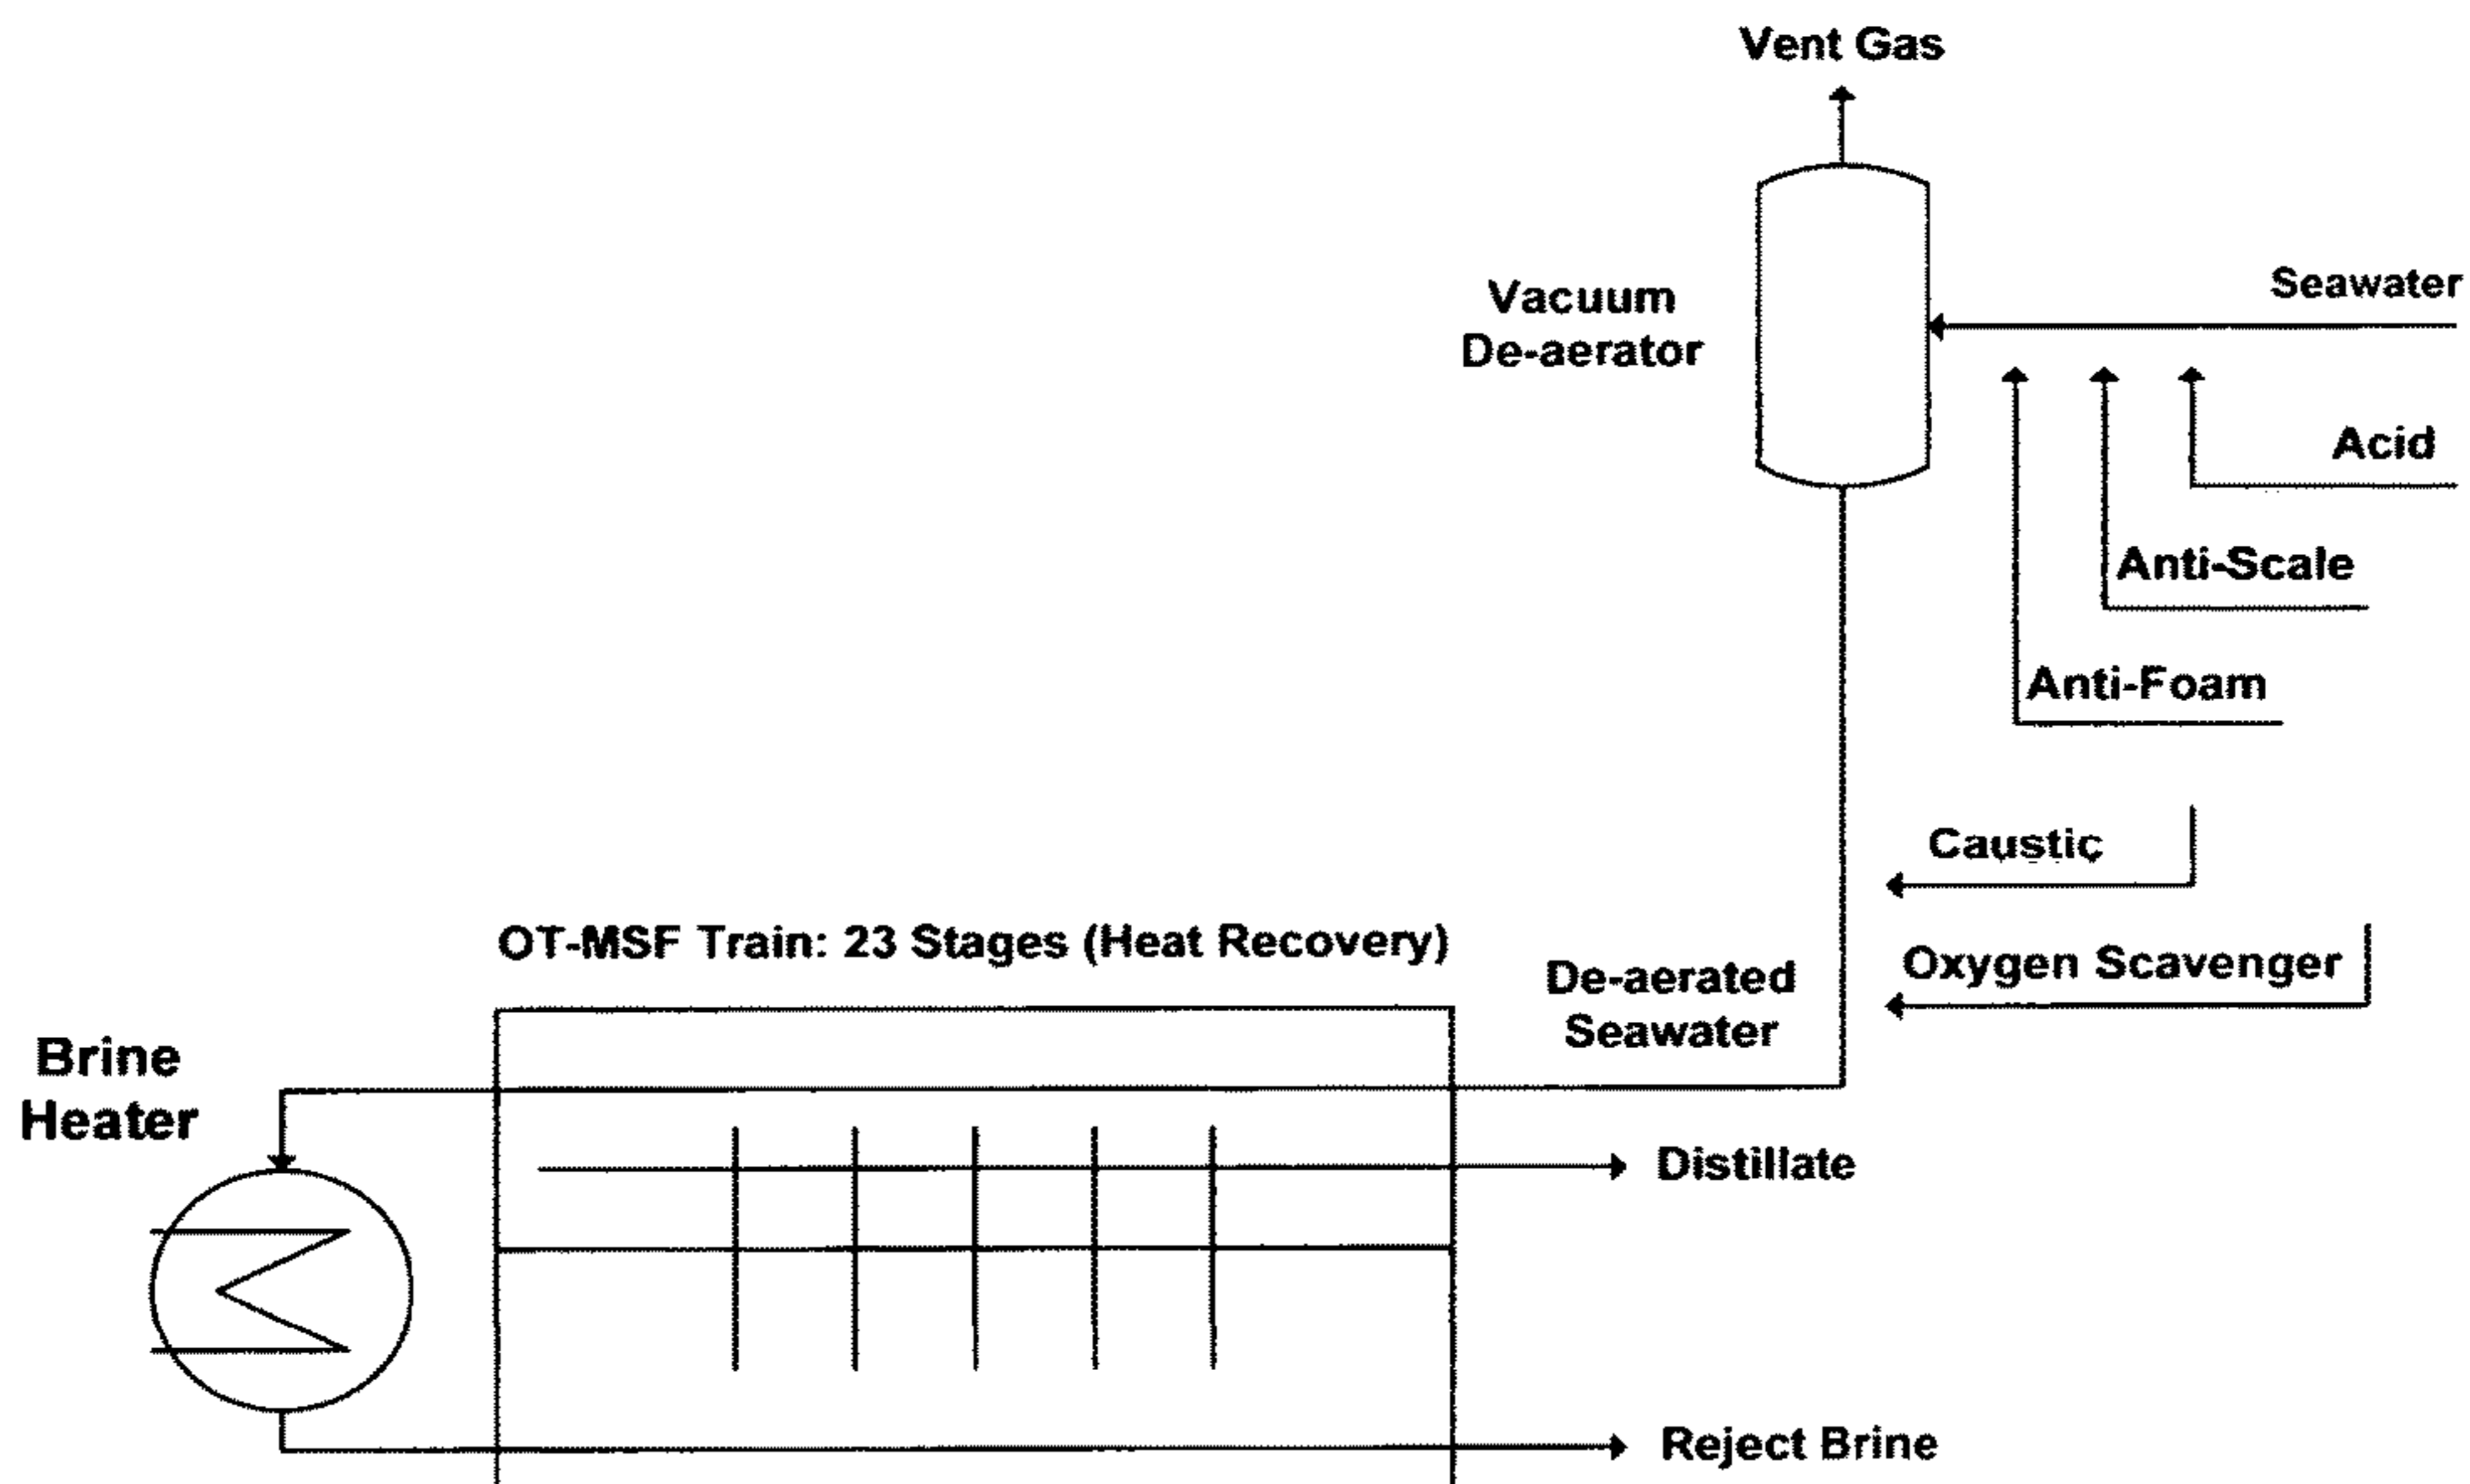 Vent Gas
Vacuum
De-aerator
Seawater
Acid
Anti-Scale
Anti-Foam
Caustic
Oxygen Scavenger
OT-MSF Train: 23 Stages (Heat Recovery)
De-aerated
Seawater
Brine
Heater
Distillate
Reject Brine